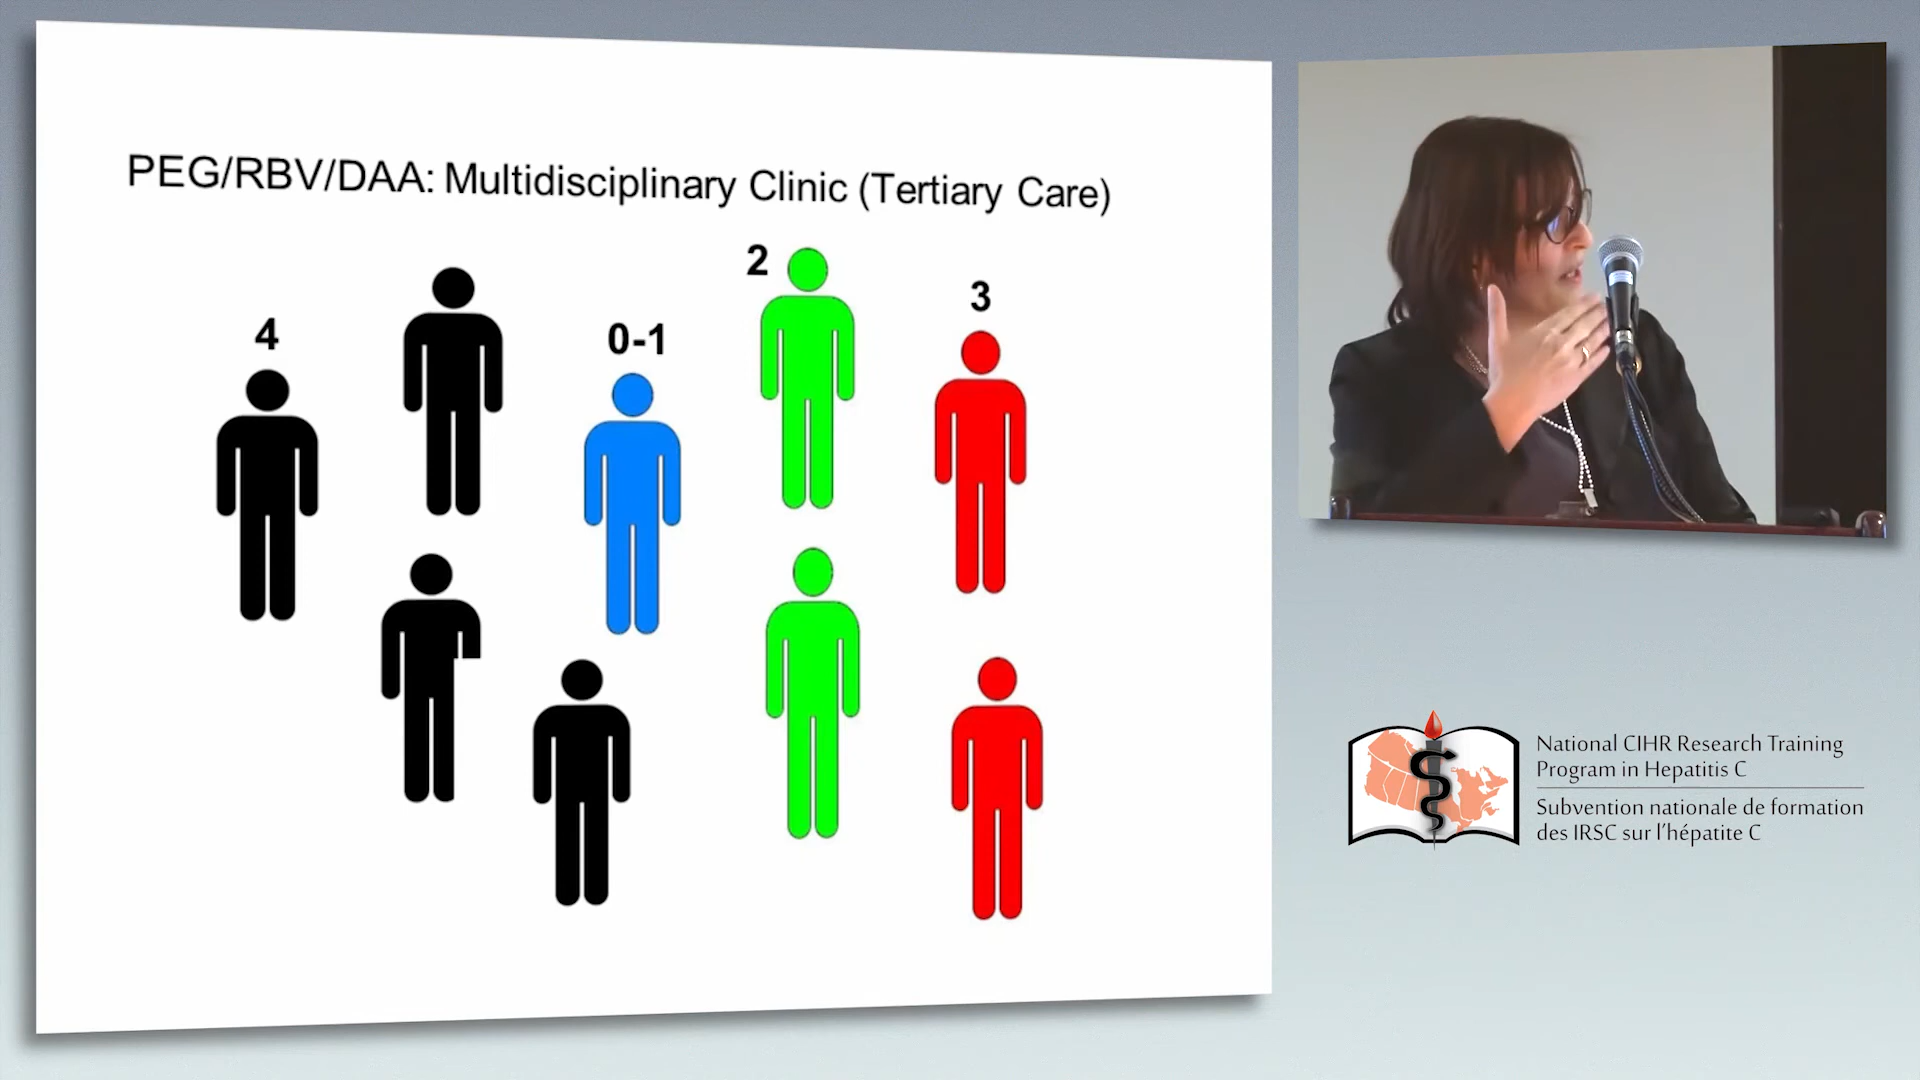 PEG/RBV/DAA: Multidisciplinary Clinic (Tertiary Care)
4
0-1
2
3
National CIHR Research Training
Program in Hepatitis C
Subvention nationale de formation
des IRSC sur l'hépatite C